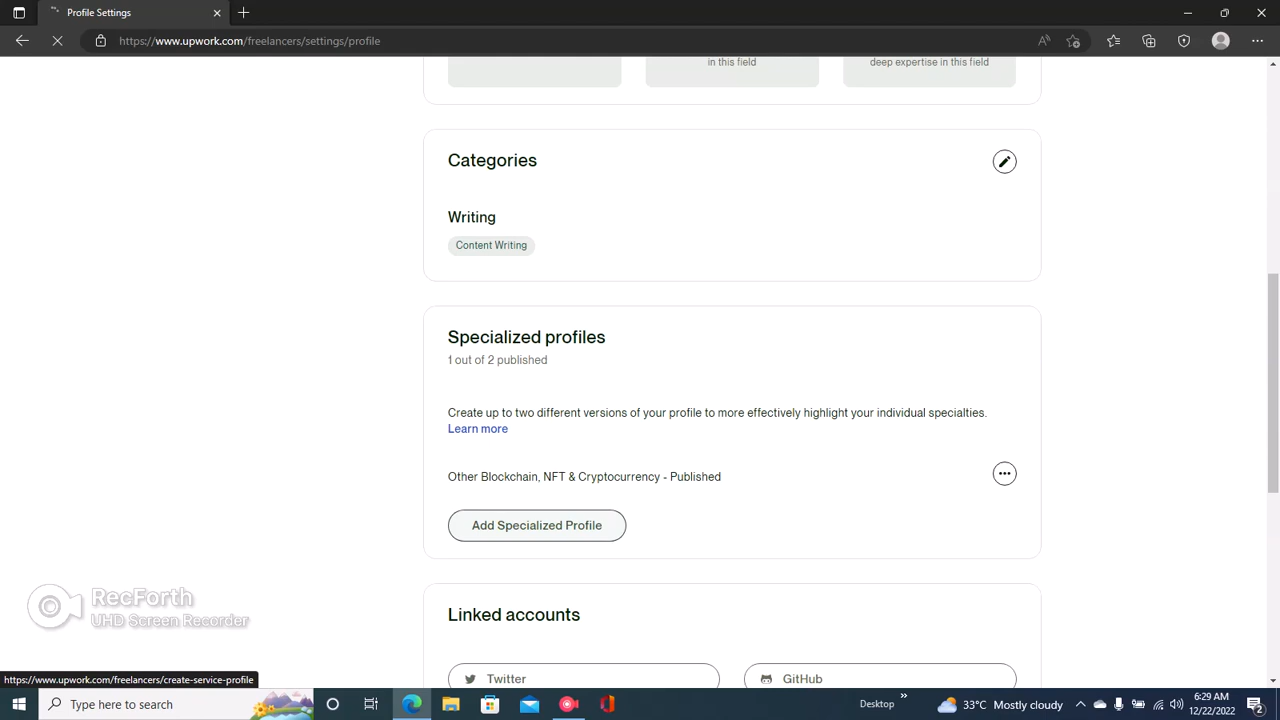 Profile Settings
https://www.upwork.com/freelancers/settings/profile
in this field
deep expertise in this field
Categories
Writing
Content Writing
Specialized profiles
1 out of 2 published
Create up to two different versions of your profile to more effectively highlight your individual specialties.
Learn more
Other Blockchain, NFT & Cryptocurrency - Published
Add Specialized Profile
RecForth
UHD Screen Recorder
Linked accounts
Twitter
GitHub
https://www.upwork.com/freelancers/create-service-profile
Type here to search
Desktop
33°C Mostly cloudy
6:29 AM
12/22/2022
2